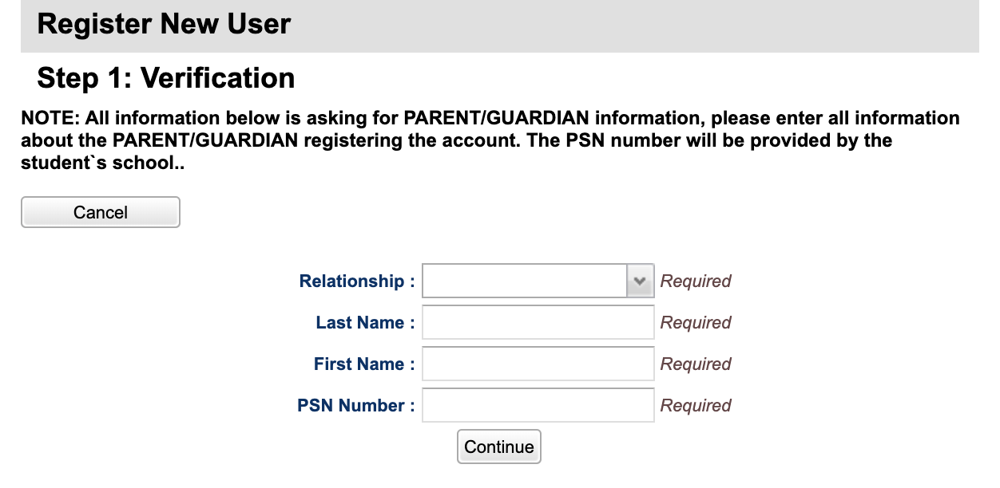 Register New User
Step 1: Verification
NOTE: All information below is asking for PARENT/GUARDIAN information, please enter all information
about the PARENT/GUARDIAN registering the account. The PSN number will be provided by the
student`s school..
Cancel
Relationship : Required
Last Name : Required
First Name : Required
PSN Number : Required
Continue